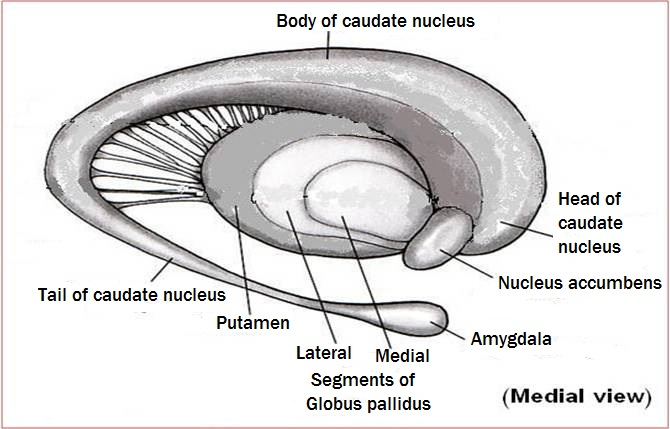 Body of caudate nucleus
Head of
caudate
nucleus
Nucleus accumbens
Tail of caudate nucleus
Putamen
Amygdala
Lateral
Medial
Segments of
Globus pallidus
(Medial view)